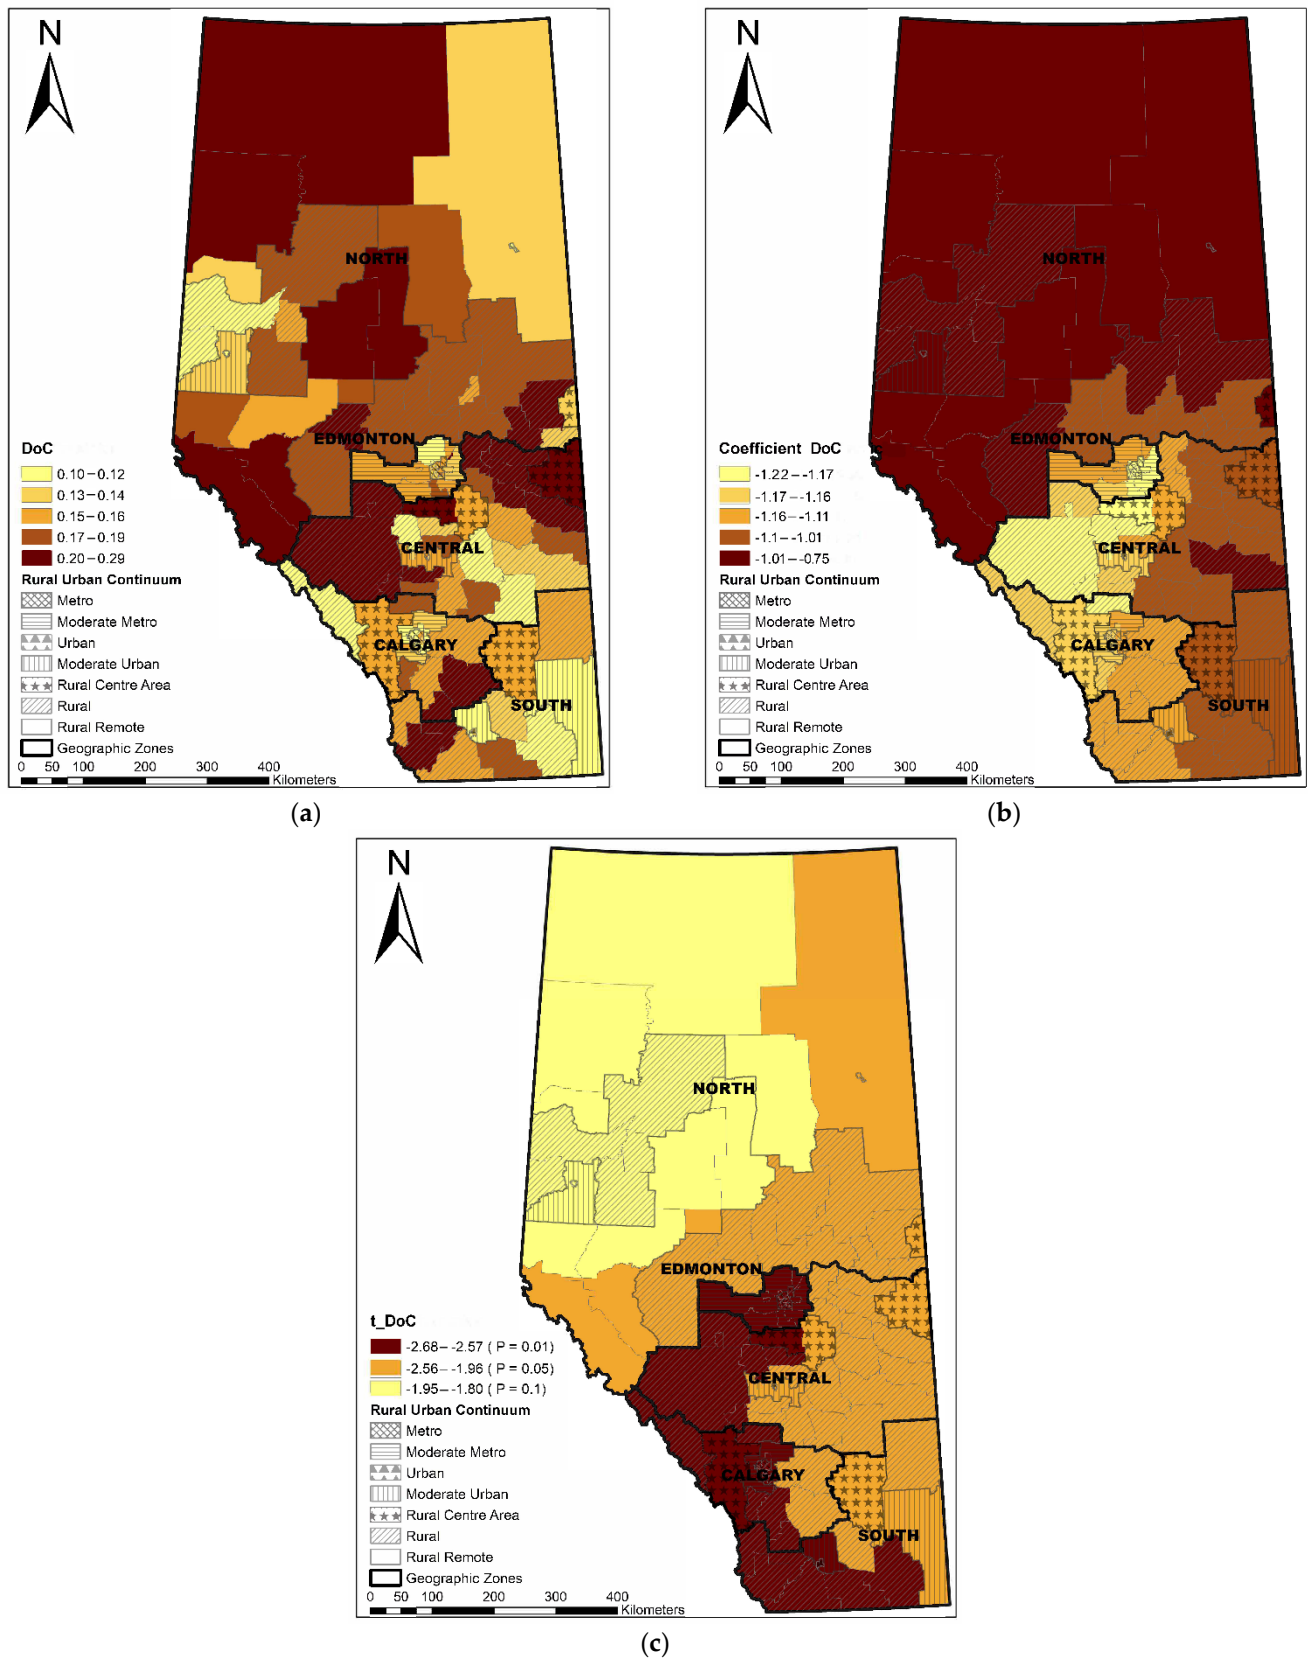 N
NORTH
EDMONTON
CENTRAL
CALGARY
SOUTH
DoC
0.10–0.12
0.13–0.14
0.15–0.16
0.17–0.19
0.20–0.29
Rural Urban Continuum
Metro
Moderate Metro
Urban
Moderate Urban
Rural Centre Area
Rural
Rural Remote
Geographic Zones
0 50 100 200 300 400
Kilometers
(a)
N
NORTH
EDMONTON
CENTRAL
CALGARY
SOUTH
Coefficient DoC
-1.22–-1.17
-1.17–-1.16
-1.16–-1.11
-1.1–-1.01
-1.01–-0.75
Rural Urban Continuum
Metro
Moderate Metro
Urban
Moderate Urban
Rural Centre Area
Rural
Rural Remote
Geographic Zones
0 50 100 200 300 400
Kilometers
(b)
N
NORTH
EDMONTON
CENTRAL
CALGARY
SOUTH
t_DoC
-2.68–-2.57 ( P = 0.01)
-2.56–-1.96 ( P = 0.05)
-1.95–-1.80 ( P = 0.1)
Rural Urban Continuum
Metro
Moderate Metro
Urban
Moderate Urban
Rural Centre Area
Rural
Rural Remote
Geographic Zones
0 50 100 200 300 400
Kilometers
(c)